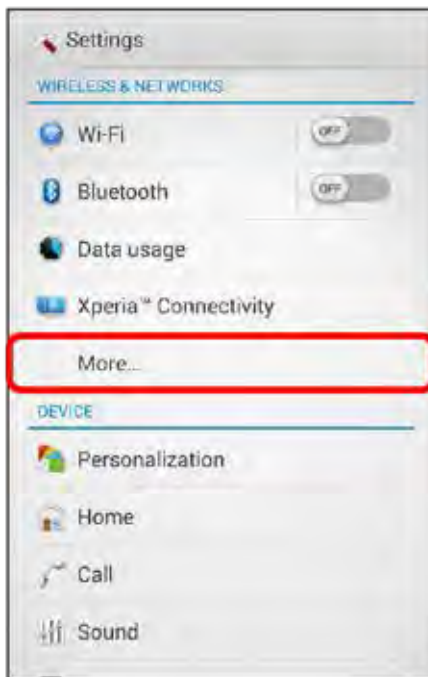 Settings
WIRELESS & NETWORKS
Wi-Fi
OFF
Bluetooth
OFF
Data usage
Xperia™ Connectivity
More...
DEVICE
Personalization
Home
Call
Sound